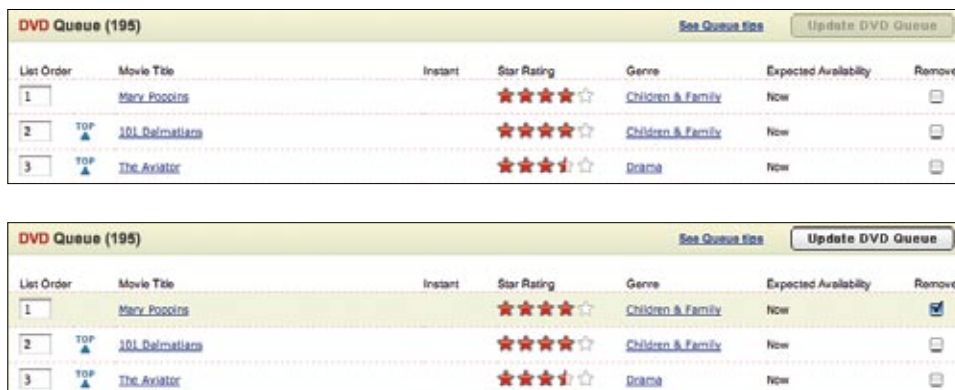 DVD Queue (195) See Queue tips Update DVD Queue
List Order Movie Title Instant Star Rating Genre Expected Availability Remove
1 Mary Poppins Children & Family Now
2 TOP 101 Dalmatians Children & Family Now
3 TOP The Aviator Drama Now
DVD Queue (195) See Queue tips Update DVD Queue
List Order Movie Title Instant Star Rating Genre Expected Availability Remove
1 Mary Poppins Children & Family Now
2 TOP 101 Dalmatians Children & Family Now
3 TOP The Aviator Drama Now